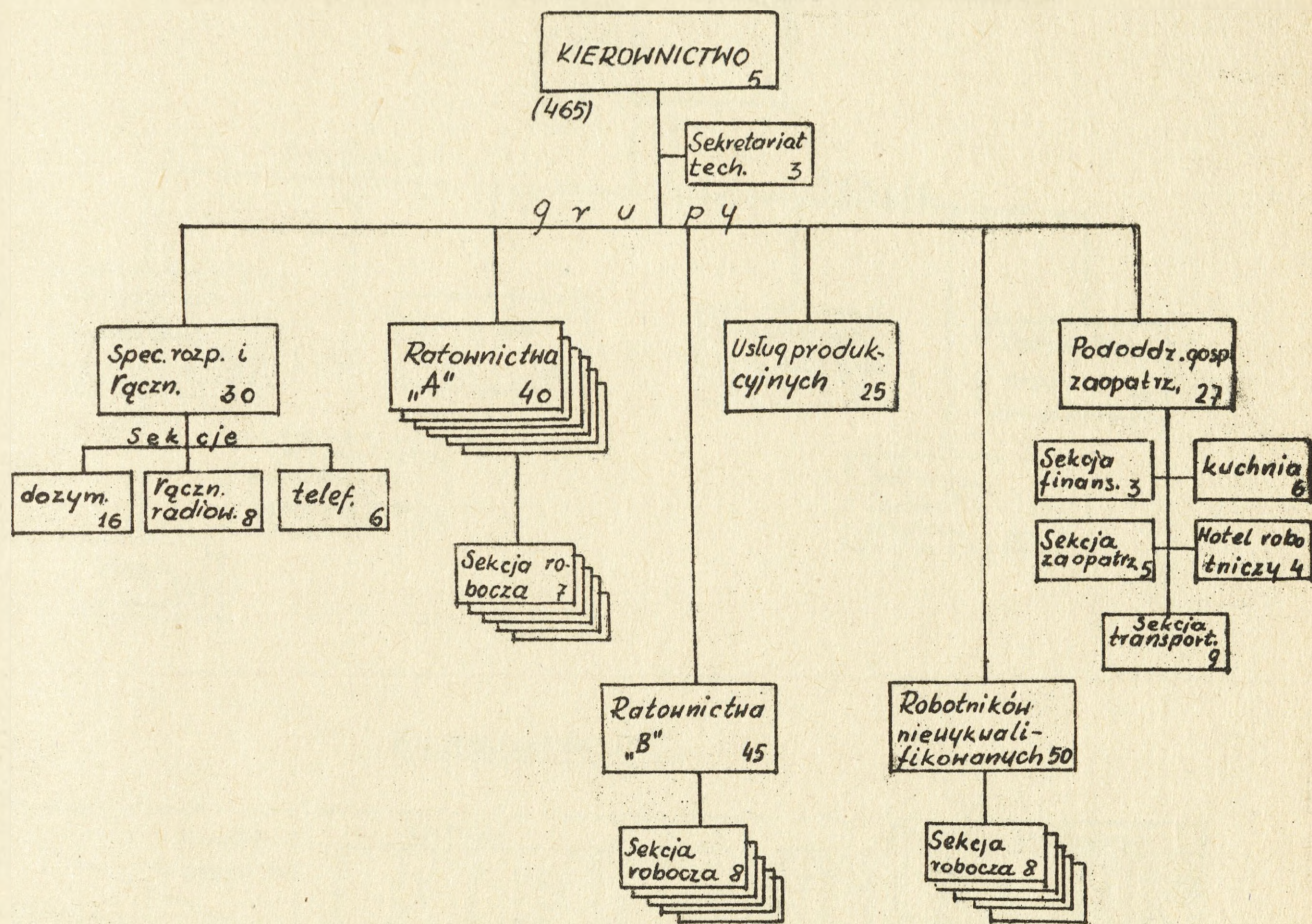 KIEROWNICTWO
5
(465)
Sekretariat
tech. 3
g r u p y
Spec. rozp. i
łączn. 30
Ratownictwa
„A" 40
Usług produk-
cyjnych 25
Pododdz. gosp.
zaopatrz. 27
Sekcje
dozym.
16
łączn.
radiow. 8
telef.
6
Sekcja
finans. 3
kuchnia
6
Sekcja
zaopatrz. 5
Hotel robo
tniczy 4
Sekcja
transport.
9
Sekcja ro-
bocza 7
Ratownictwa
„B" 45
Robotników
niewykwali-
fikowanych 50
Sekcja
robocza 8
Sekcja
robocza 8